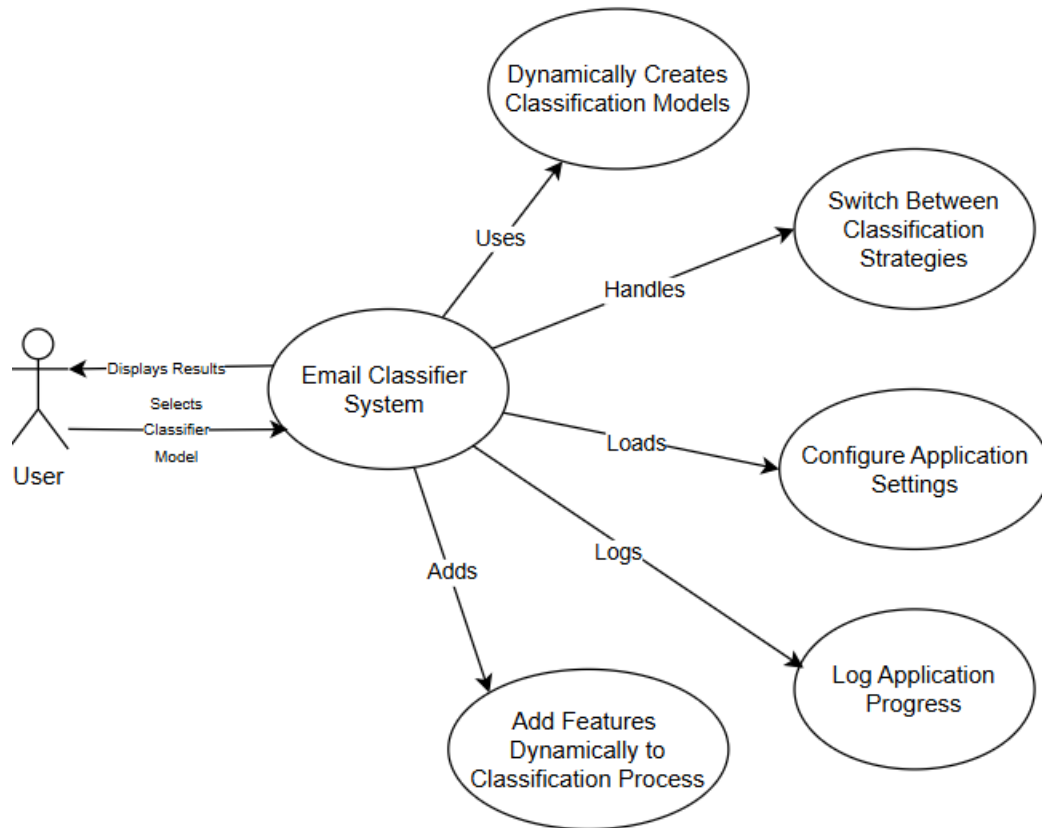 Dynamically Creates
Classification Models
Switch Between
Classification
Strategies
Uses
Handles
Displays Results
Email Classifier
System
Selects
Classifier
Model
User
Loads
Configure Application
Settings
Logs
Adds
Log Application
Progress
Add Features
Dynamically to
Classification Process